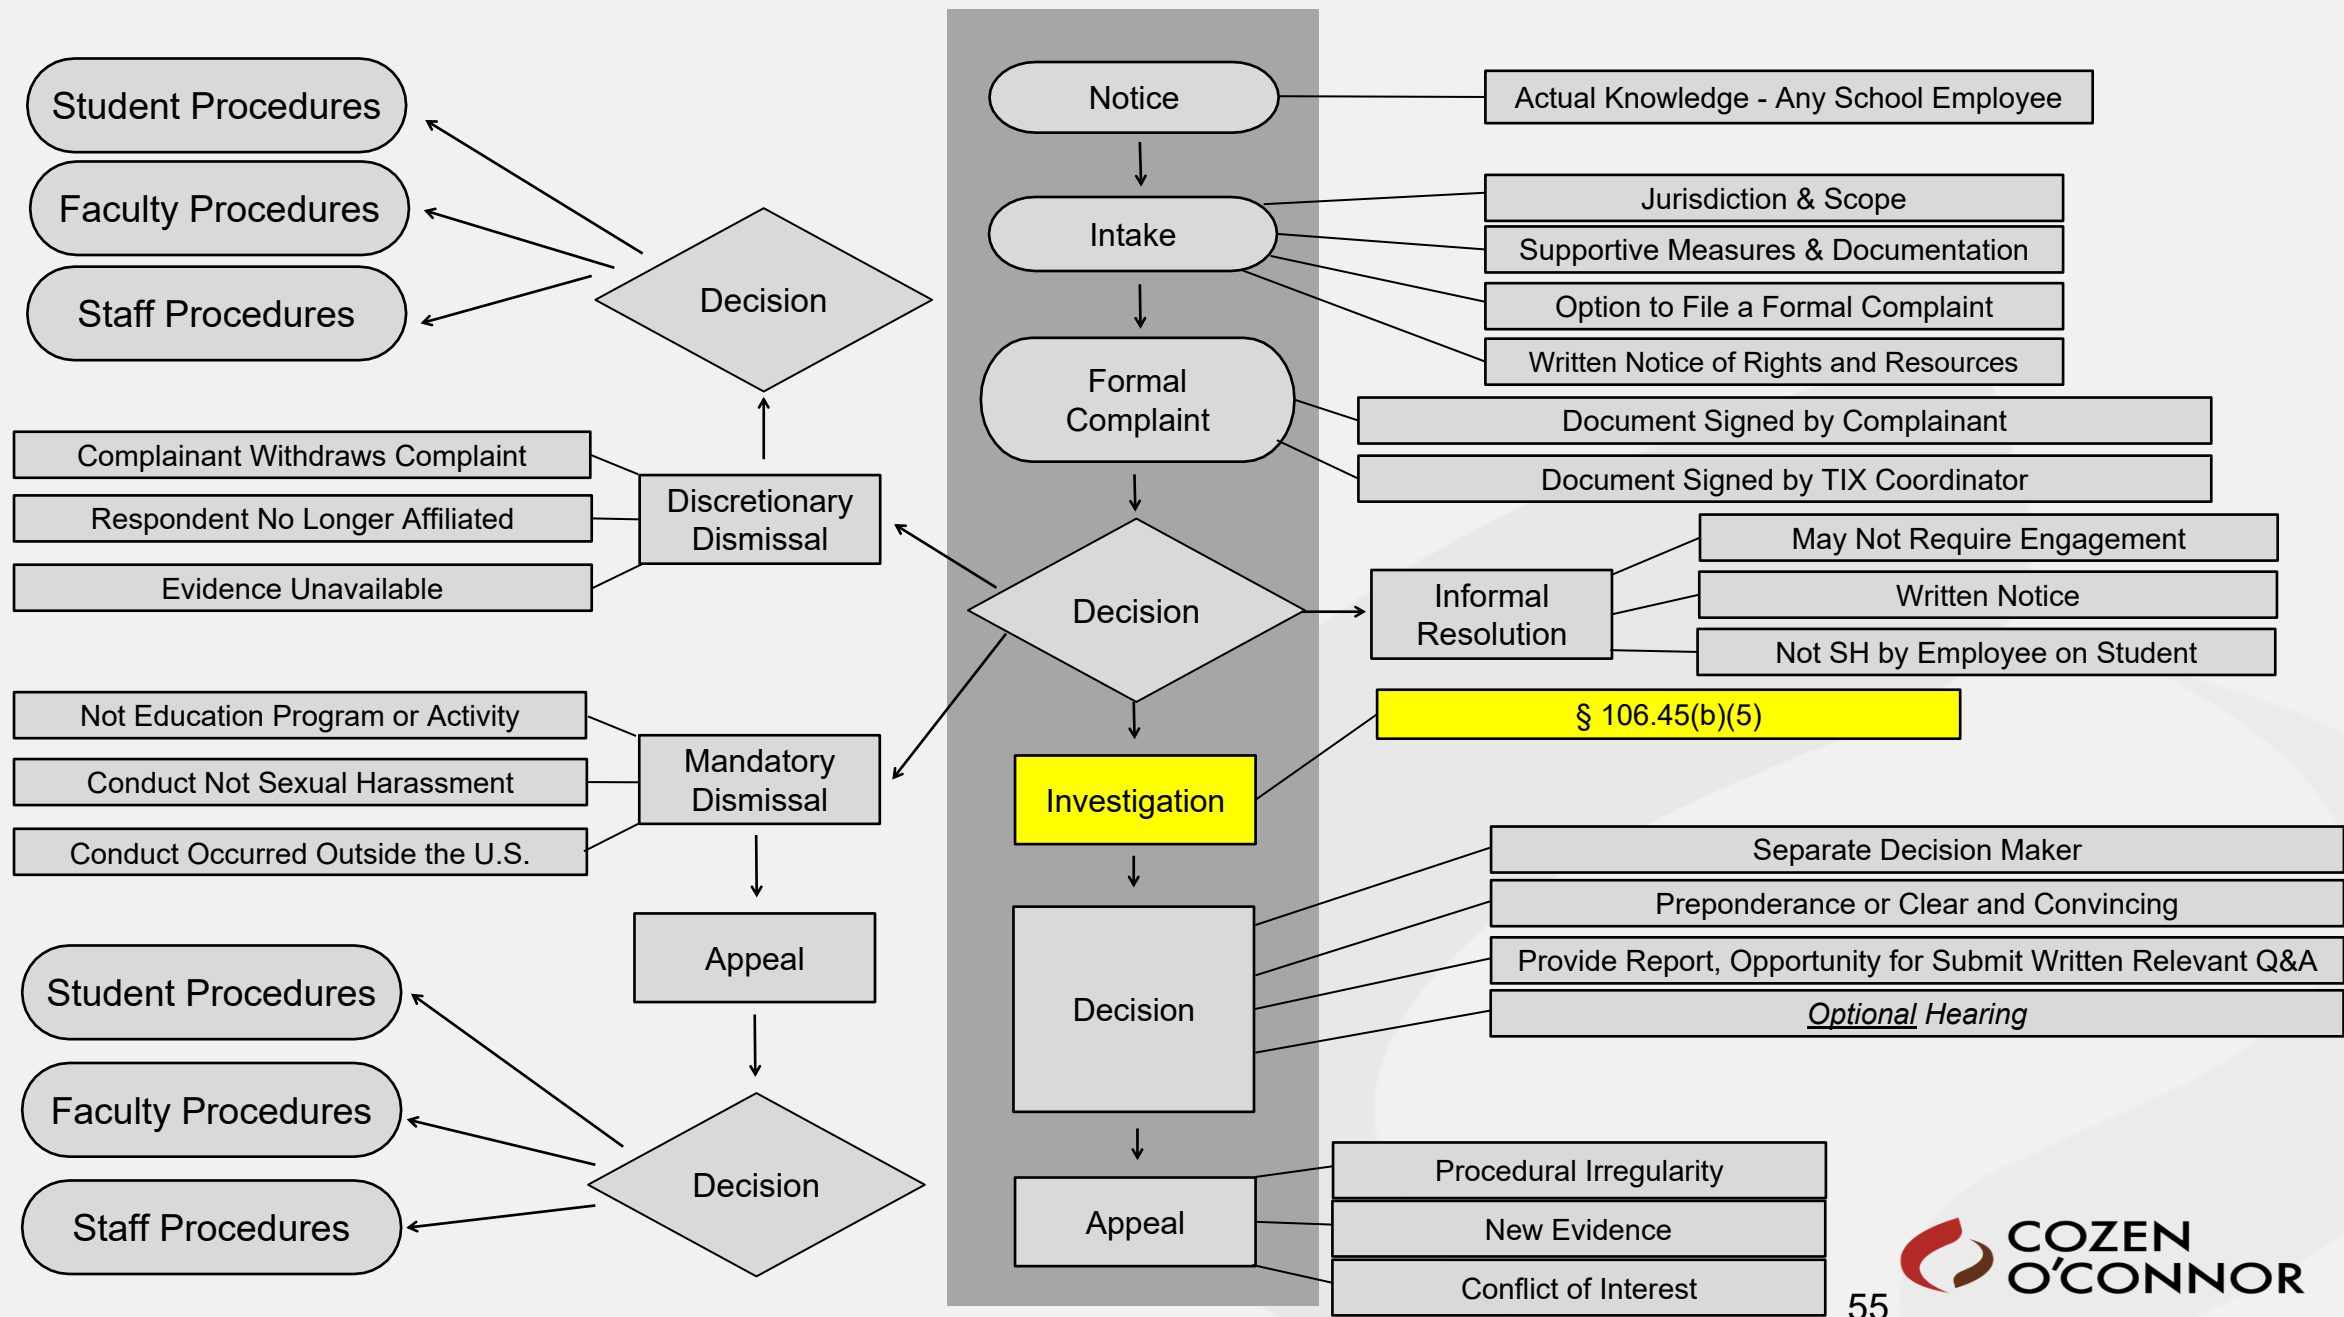 Student Procedures
Faculty Procedures
Staff Procedures
Decision
Complainant Withdraws Complaint
Respondent No Longer Affiliated
Evidence Unavailable
Discretionary
Dismissal
Not Education Program or Activity
Conduct Not Sexual Harassment
Conduct Occurred Outside the U.S.
Mandatory
Dismissal
Appeal
Student Procedures
Faculty Procedures
Staff Procedures
Decision
Notice
Actual Knowledge - Any School Employee
Intake
Jurisdiction & Scope
Supportive Measures & Documentation
Option to File a Formal Complaint
Written Notice of Rights and Resources
Formal
Complaint
Document Signed by Complainant
Document Signed by TIX Coordinator
Decision
Informal
Resolution
May Not Require Engagement
Written Notice
Not SH by Employee on Student
§ 106.45(b)(5)
Investigation
Decision
Separate Decision Maker
Preponderance or Clear and Convincing
Provide Report, Opportunity for Submit Written Relevant Q&A
Optional Hearing
Appeal
Procedural Irregularity
New Evidence
Conflict of Interest
55
COZEN
O'CONNOR